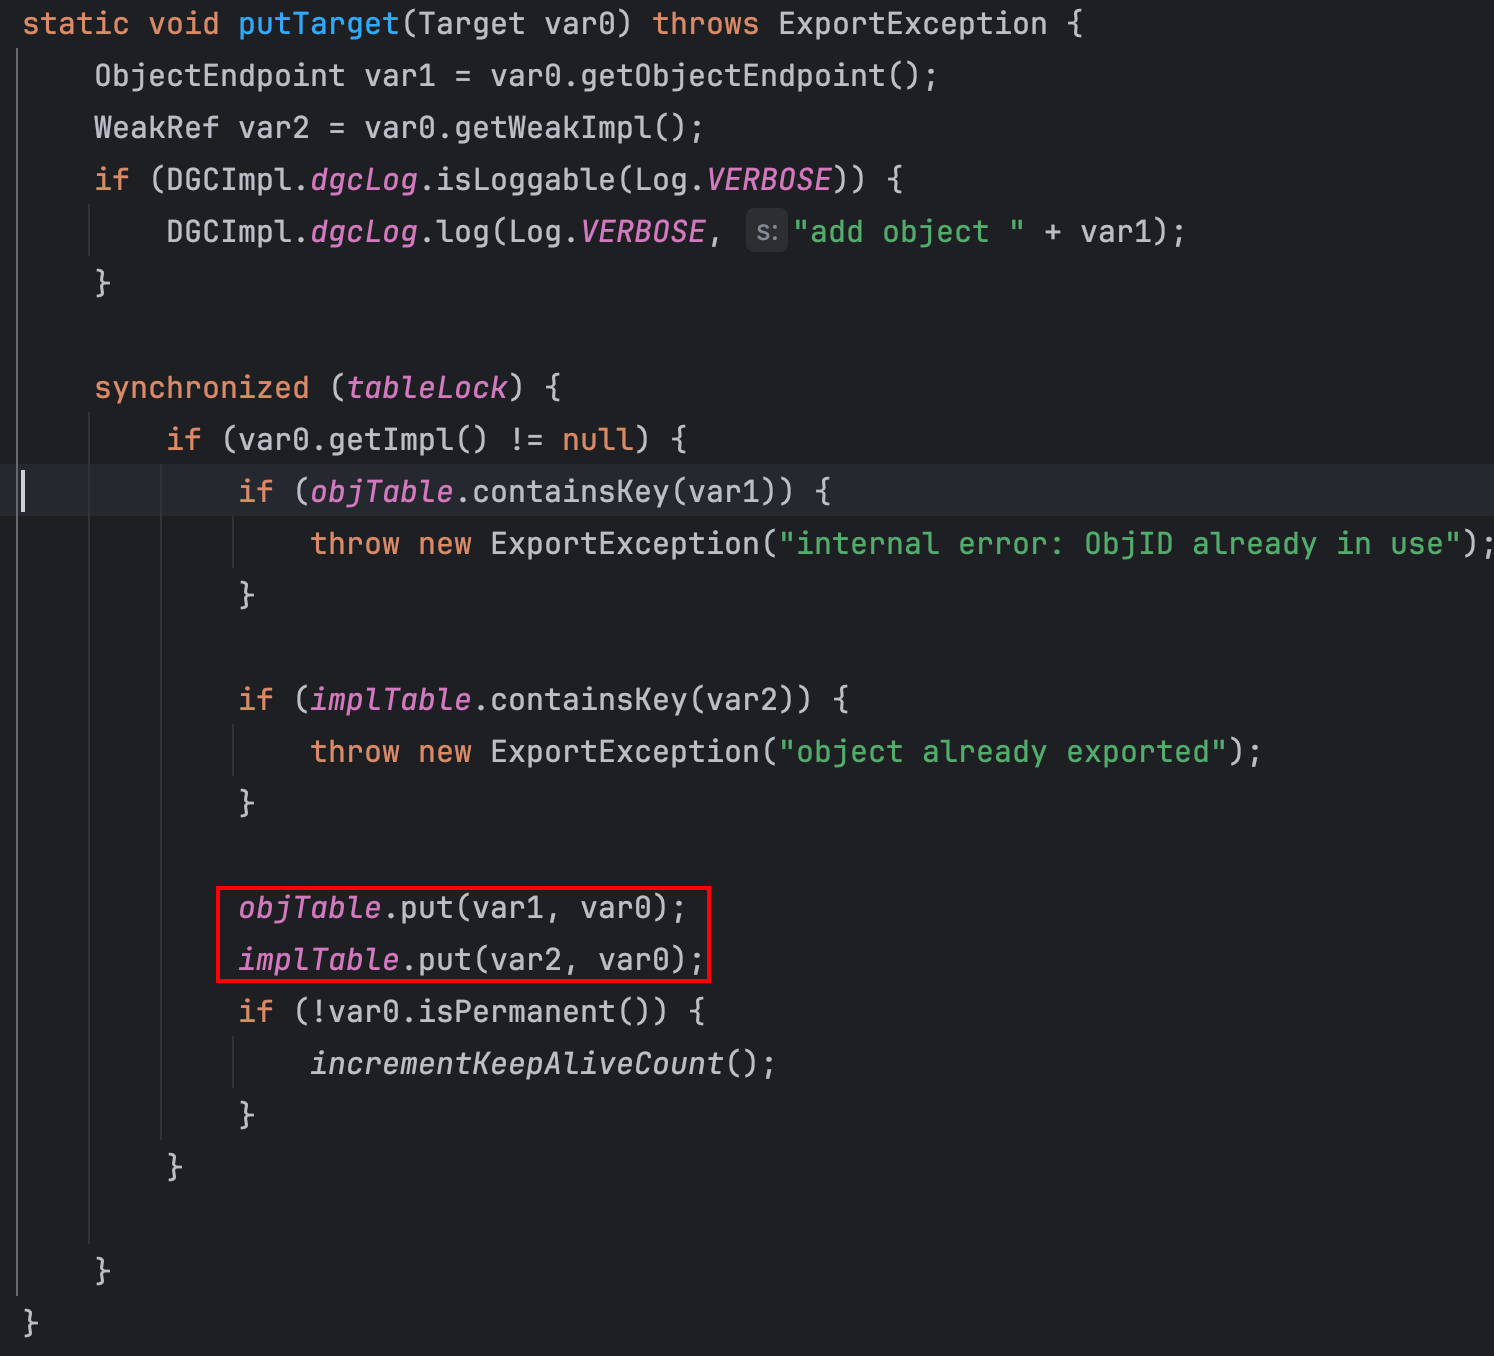 static void putTarget(Target var0) throws ExportException {
    ObjectEndpoint var1 = var0.getObjectEndpoint();
    WeakRef var2 = var0.getWeakImpl();
    if (DGCImpl.dgcLog.isLoggable(Log.VERBOSE)) {
        DGCImpl.dgcLog.log(Log.VERBOSE, s: "add object " + var1);
    }

    synchronized (tableLock) {
        if (var0.getImpl() != null) {
            if (objTable.containsKey(var1)) {
                throw new ExportException("internal error: ObjID already in use");
            }

            if (implTable.containsKey(var2)) {
                throw new ExportException("object already exported");
            }

            objTable.put(var1, var0);
            implTable.put(var2, var0);
            if (!var0.isPermanent()) {
                incrementKeepAliveCount();
            }
        }

    }
}